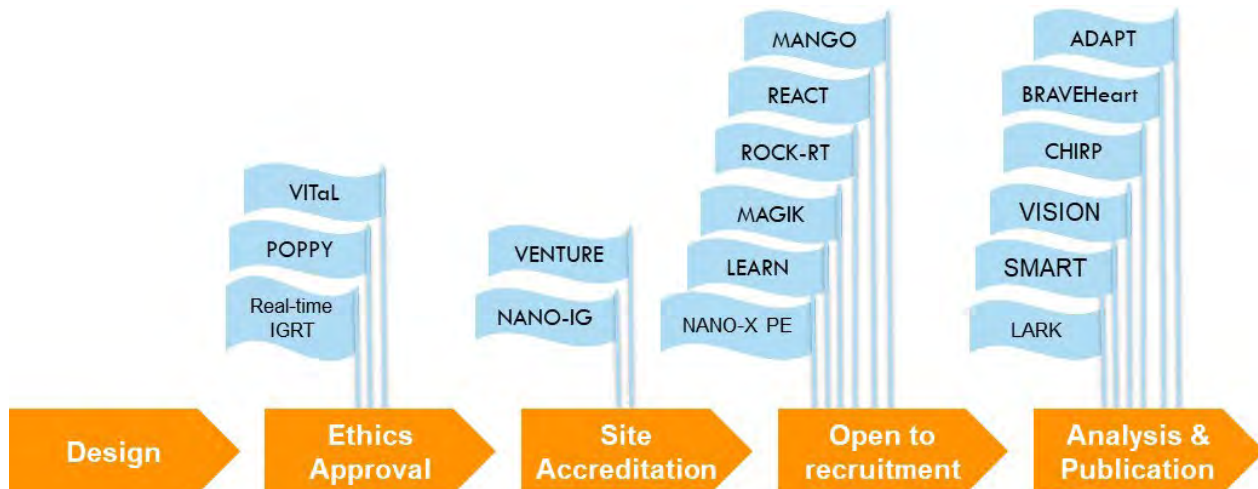 VITaL
POPPY
Real-time
IGRT
VENTURE
NANO-IG
MANGO
REACT
ROCK-RT
MAGIK
LEARN
NANO-X PE
ADAPT
BRAVEHeart
CHIRP
VISION
SMART
LARK
Design
Ethics
Approval
Site
Accreditation
Open to
recruitment
Analysis &
Publication